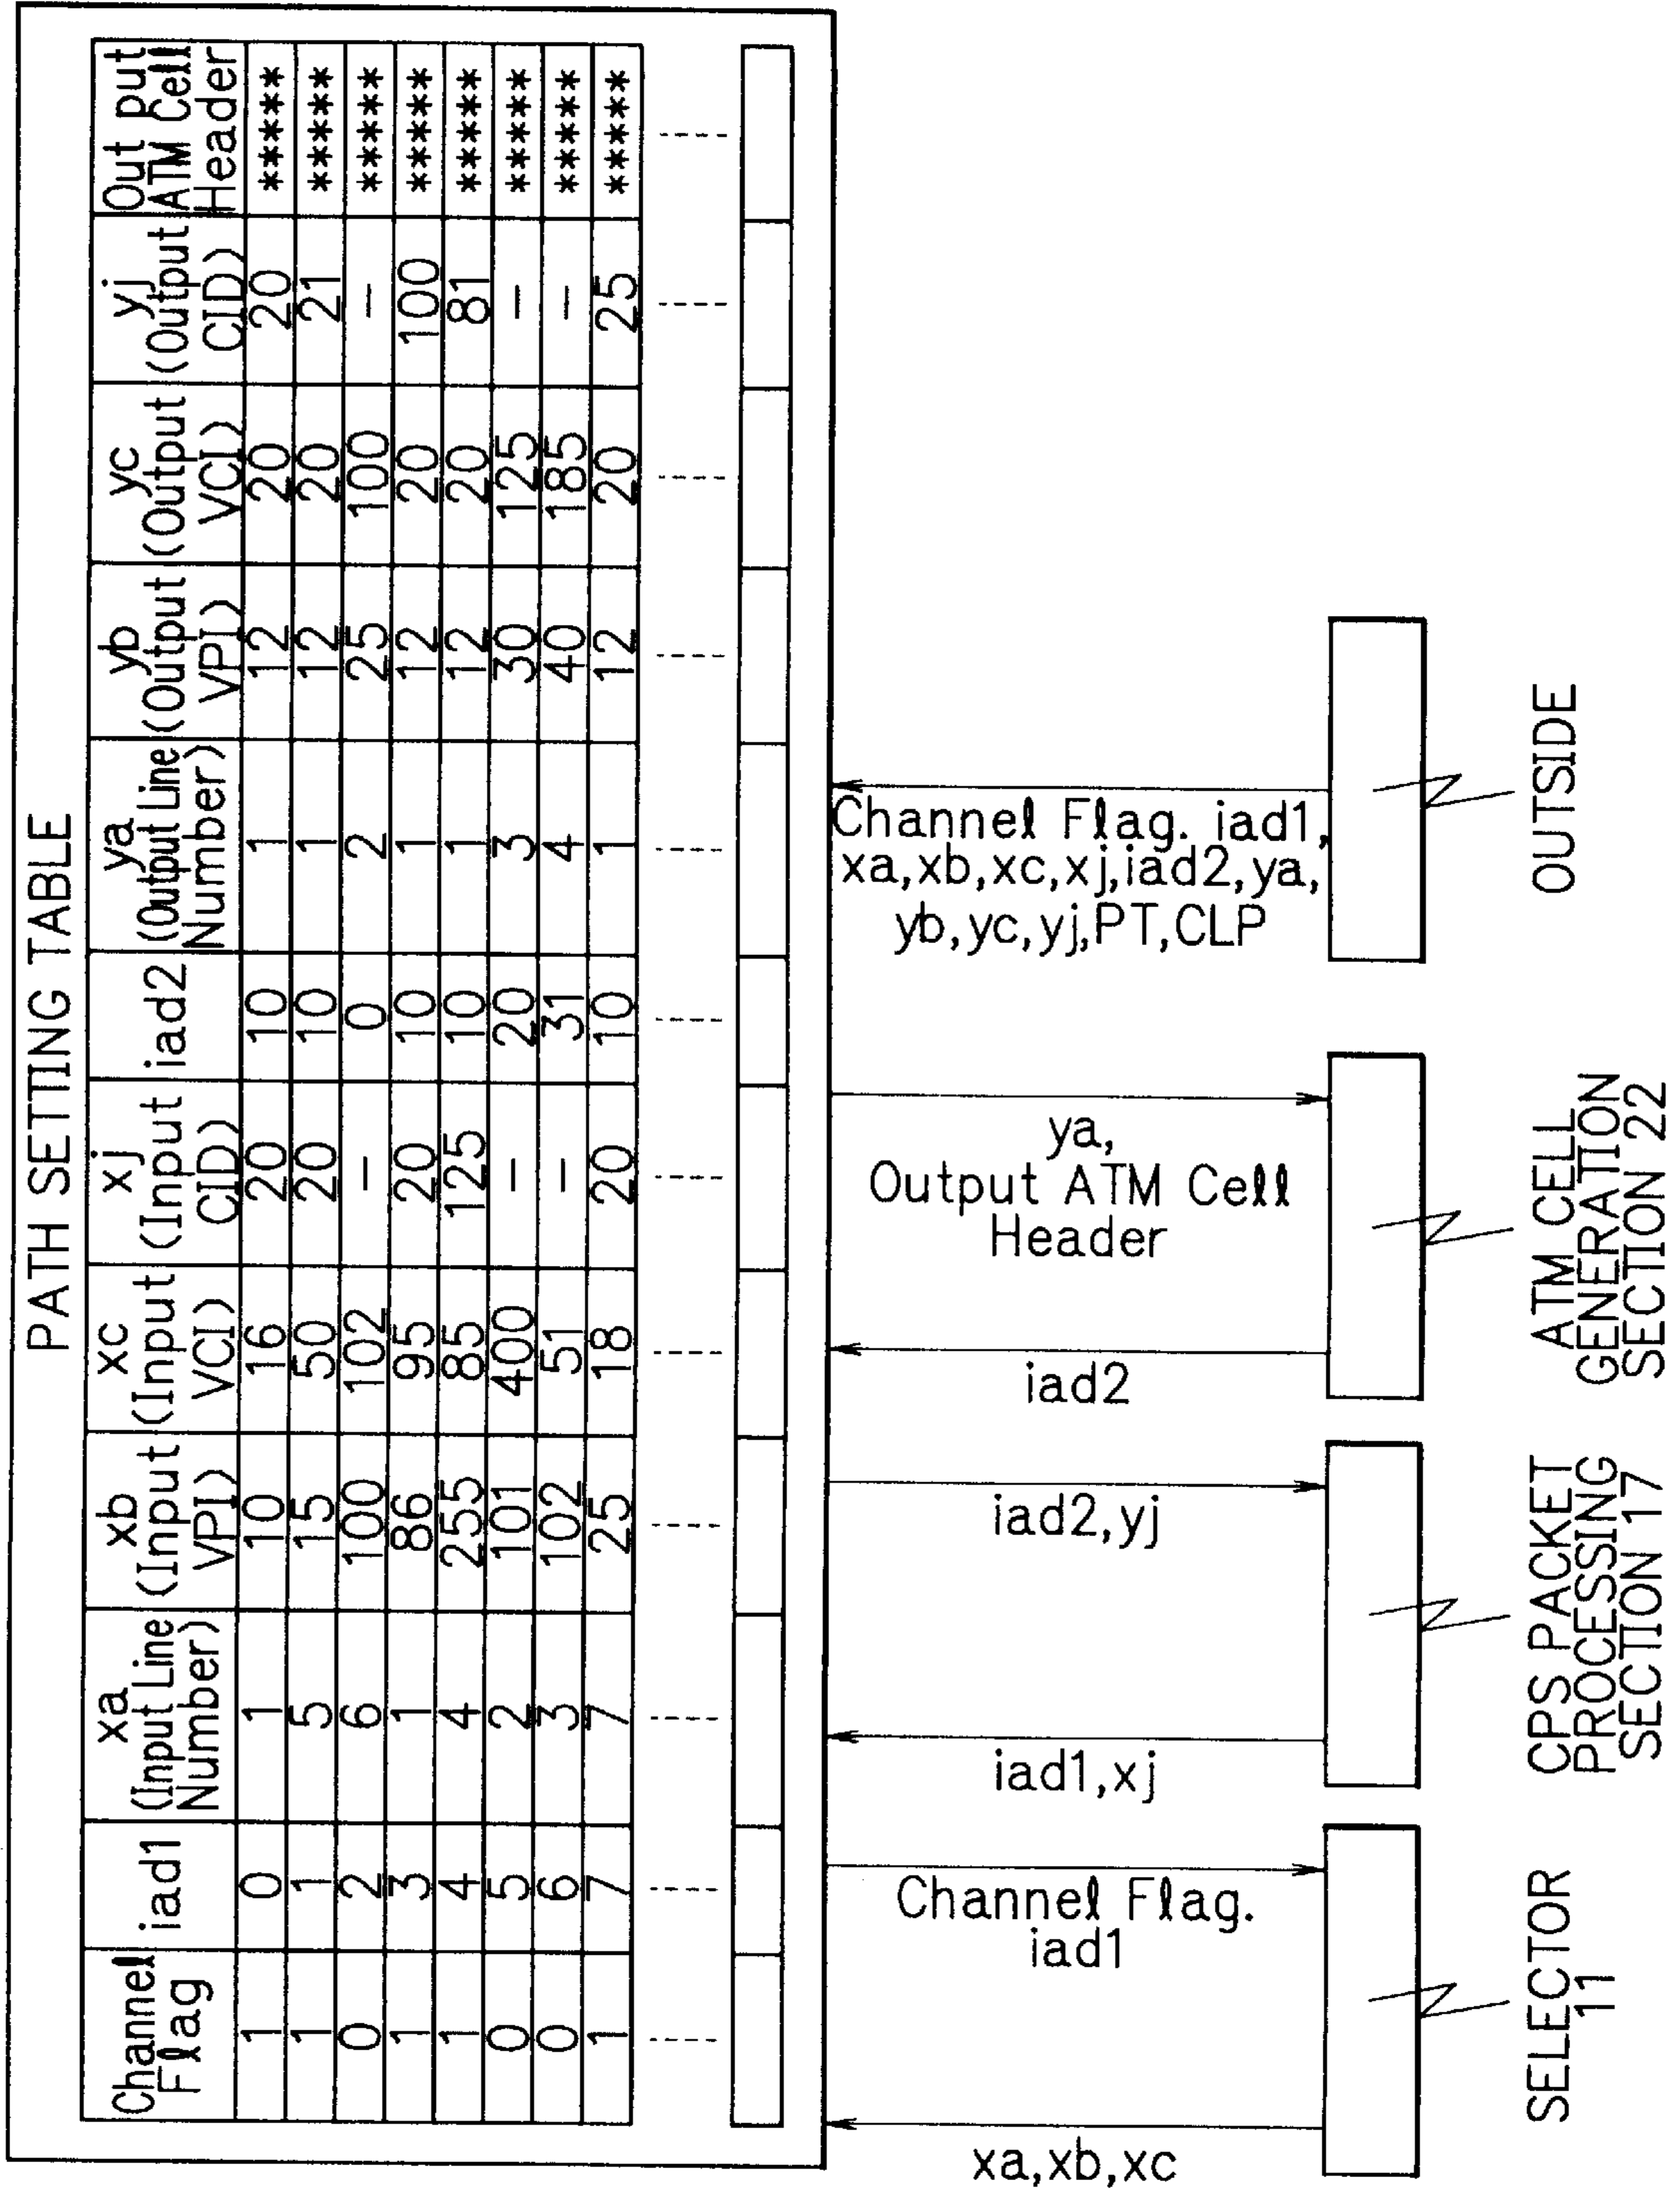 PATH SETTING TABLE
Channel Flag | iad1 | xa (Input Line Number) | xb (Input VPI) | xc (Input VCI) | xj (Input CID) | iad2 | ya (Output Line Number) | yb (Output VPI) | yc (Output VCI) | yj (Output CID) | Out put ATM Cell Header
1 | 0 | 1 | 10 | 16 | 20 | 10 | 1 | 12 | 20 | 20 | ******
1 | 1 | 5 | 15 | 50 | 20 | 10 | 1 | 12 | 20 | 21 | ******
0 | 2 | 6 | 100 | 102 | – | 0 | 2 | 25 | 100 | – | ******
1 | 3 | 1 | 86 | 95 | 20 | 10 | 1 | 12 | 20 | 100 | ******
1 | 4 | 4 | 255 | 85 | 125 | 10 | 1 | 12 | 20 | 81 | ******
0 | 5 | 2 | 101 | 400 | – | 20 | 3 | 30 | 125 | – | ******
0 | 6 | 3 | 102 | 51 | – | 31 | 4 | 40 | 185 | – | ******
1 | 7 | 7 | 25 | 18 | 20 | 10 | 1 | 12 | 20 | 25 | ******
xa,xb,xc
Channel Flag.
iad1
SELECTOR
11
iad1,xj
iad2,yj
CPS PACKET
PROCESSING
SECTION 17
iad2
ya,
Output ATM Cell
Header
ATM CELL
GENERATION
SECTION 22
Channel Flag. iad1,
xa,xb,xc,xj,iad2,ya,
yb,yc,yj,PT,CLP
OUTSIDE